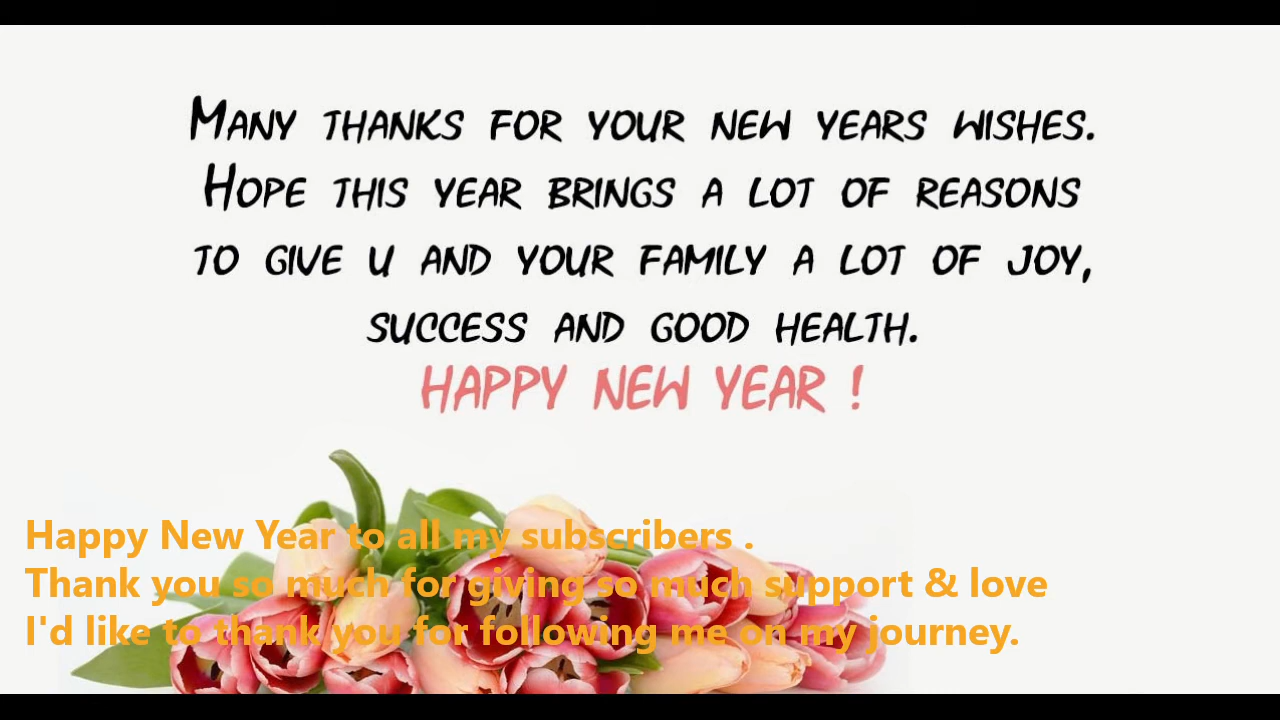 Many thanks for your new years wishes.
Hope this year brings a lot of reasons
to give u and your family a lot of joy,
success and good health.
HAPPY NEW YEAR !
Happy New Year to all my subscribers .
Thank you so much for giving so much support & love
I'd like to thank you for following me on my journey.